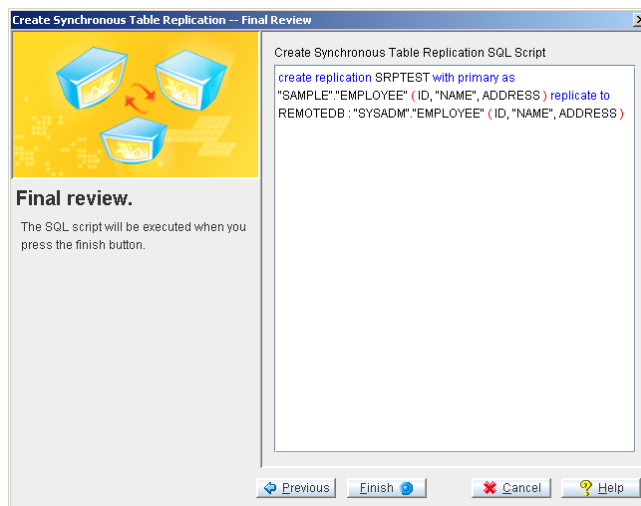 Create Synchronous Table Replication -- Final Review
Create Synchronous Table Replication SQL Script
create replication SRPTEST with primary as
"SAMPLE"."EMPLOYEE" ( ID, "NAME", ADDRESS ) replicate to
REMOTEDB : "SYSADM"."EMPLOYEE" ( ID, "NAME", ADDRESS )
Final review.
The SQL script will be executed when you
press the finish button.
Previous Finish Cancel Help